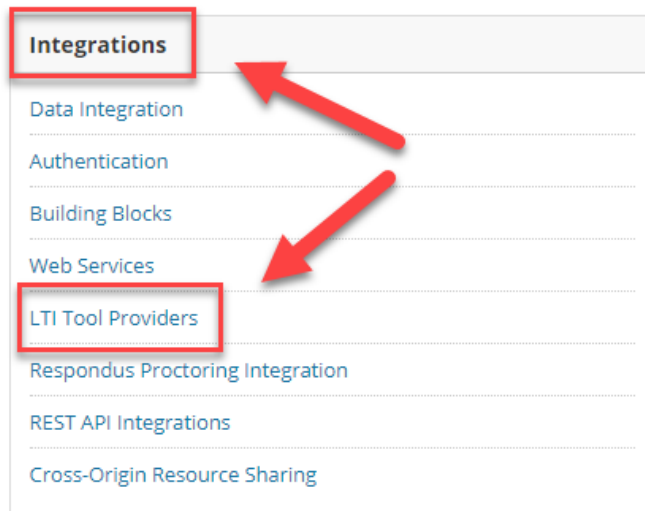 Integrations
Data Integration
Authentication
Building Blocks
Web Services
LTI Tool Providers
Respondus Proctoring Integration
REST API Integrations
Cross-Origin Resource Sharing